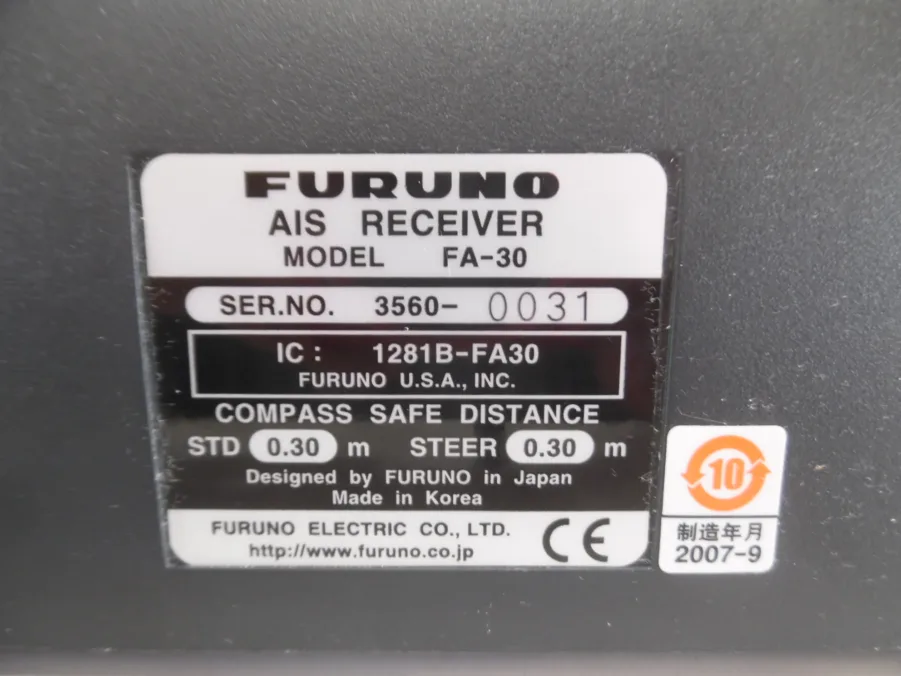 FURUNO
AIS RECEIVER
MODEL FA-30
SER.NO. 3560- 0031
IC : 1281B-FA30
FURUNO U.S.A., INC.
COMPASS SAFE DISTANCE
STD 0.30 m STEER 0.30 m
Designed by FURUNO in Japan
Made in Korea
FURUNO ELECTRIC CO., LTD.
http://www.furuno.co.jp
CE
10
制造年月
2007-9